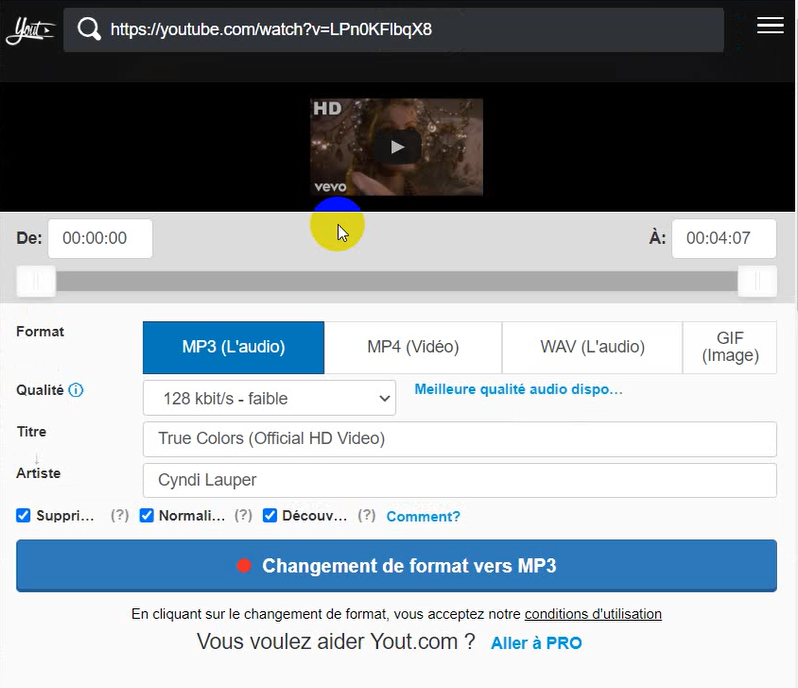 Yout
https://youtube.com/watch?v=LPn0KFlbqX8
HD
vevo
De: 00:00:00 À: 00:04:07
Format MP3 (L'audio) MP4 (Vidéo) WAV (L'audio) GIF (Image)
Qualité 128 kbit/s - faible Meilleure qualité audio dispo…
Titre True Colors (Official HD Video)
Artiste Cyndi Lauper
Suppri… (?) Normali… (?) Découv… (?) Comment?
Changement de format vers MP3
En cliquant sur le changement de format, vous acceptez notre conditions d'utilisation
Vous voulez aider Yout.com ? Aller à PRO